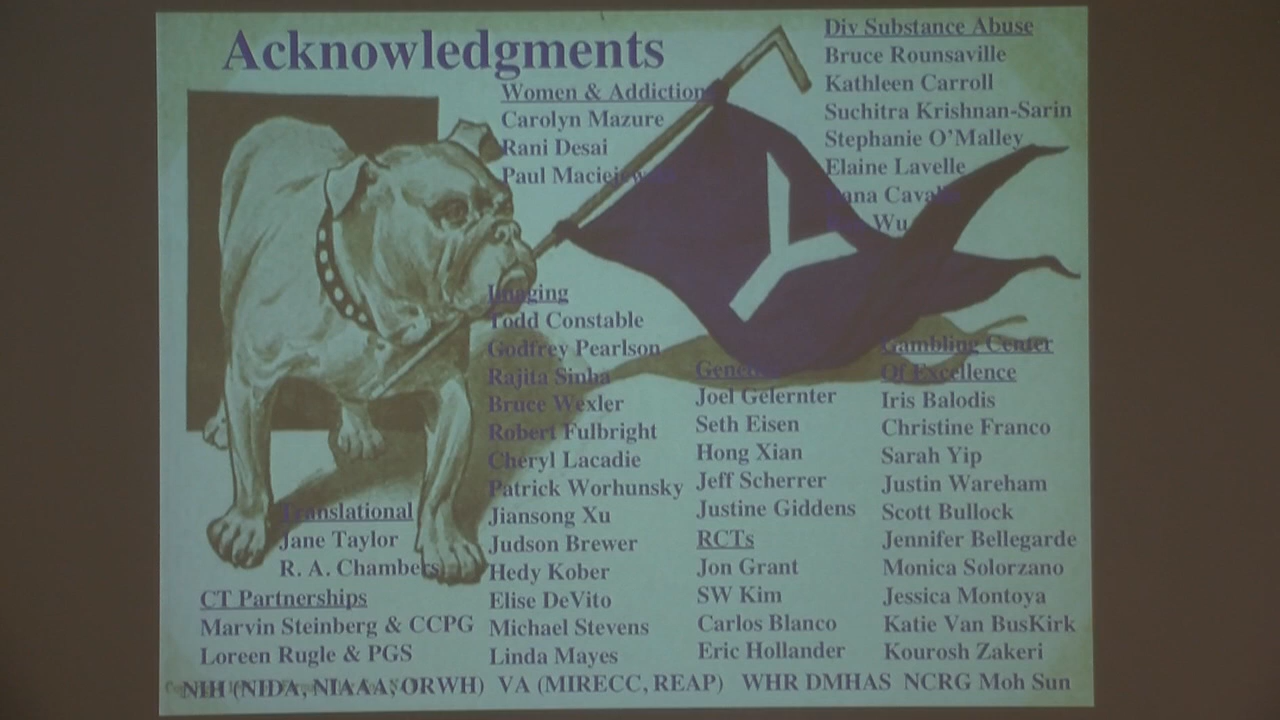 Acknowledgments
Women & Addiction
Carolyn Mazure
Rani Desai
Paul
Div Substance Abuse
Bruce Rounsaville
Kathleen Carroll
Suchitra Krishnan-Sarin
Stephanie O'Malley
Elaine Lavelle
Wu
Imaging
Todd Constable
Godfrey Pearlson
Rajita Sinha
Bruce Wexler
Robert Fulbright
Cheryl Lacadie
Patrick Worhunsky
Jiansong Xu
Judson Brewer
Hedy Kober
Elise DeVito
Michael Stevens
Linda Mayes
Translational
Jane Taylor
R. A. Chambers
CT Partnerships
Marvin Steinberg & CCPG
Loreen Rugle & PGS
Joel Gelernter
Seth Eisen
Hong Xian
Jeff Scherrer
Justine Giddens
RCTs
Jon Grant
SW Kim
Carlos Blanco
Eric Hollander
Gambling Center
Of Excellence
Iris Balodis
Christine Franco
Sarah Yip
Justin Wareham
Scott Bullock
Jennifer Bellegarde
Monica Solorzano
Jessica Montoya
Katie Van BusKirk
Kourosh Zakeri
NIH (NIDA, NIAAA, ORWH) VA (MIRECC, REAP) WHR DMHAS NCRG Moh Sun
Y